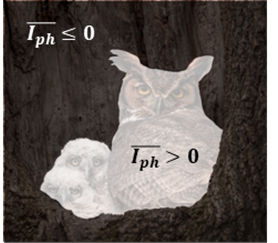 $\overline{I_{ph}} \leq 0$
$\overline{I_{ph}} > 0$